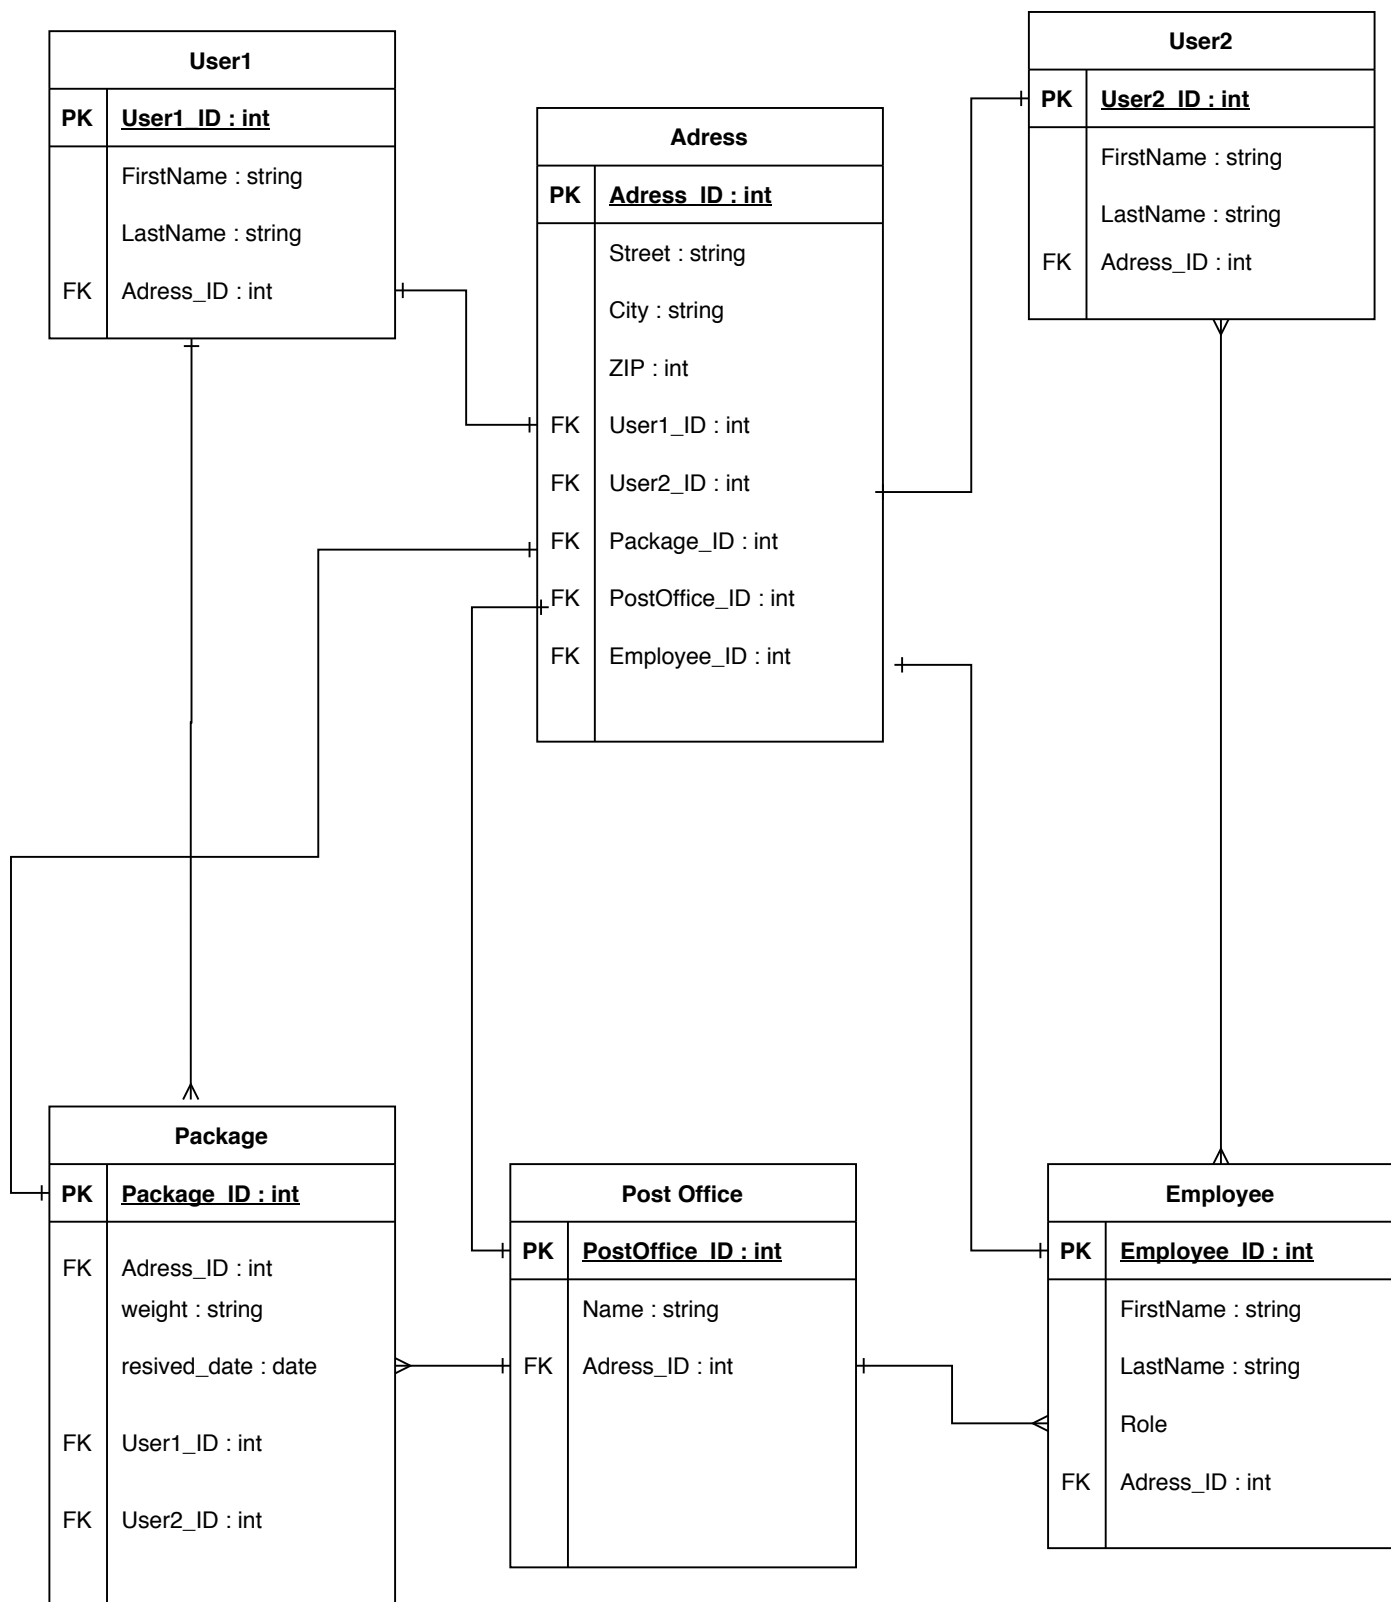 User1
PK User1_ID : int
FirstName : string
LastName : string
FK Adress_ID : int
Adress
PK Adress_ID : int
Street : string
City : string
ZIP : int
FK User1_ID : int
FK User2_ID : int
FK Package_ID : int
FK PostOffice_ID : int
FK Employee_ID : int
User2
PK User2_ID : int
FirstName : string
LastName : string
FK Adress_ID : int
Package
PK Package_ID : int
FK Adress_ID : int
weight : string
resived_date : date
FK User1_ID : int
FK User2_ID : int
Post Office
PK PostOffice_ID : int
Name : string
FK Adress_ID : int
Employee
PK Employee_ID : int
FirstName : string
LastName : string
Role
FK Adress_ID : int